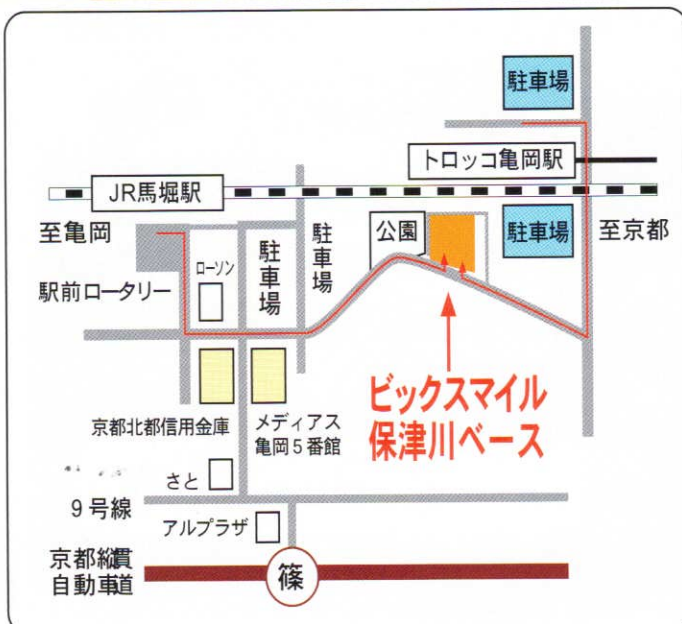 駐車場
トロッコ亀岡駅
JR馬堀駅
至亀岡
駐車場
駐車場
公園
駐車場
至京都
ローソン
駅前ロータリー
ビックスマイル
保津川ベース
京都北都信用金庫
メディアス
亀岡5番館
さと
9号線
アルプラザ
京都縦貫
自動車道
篠